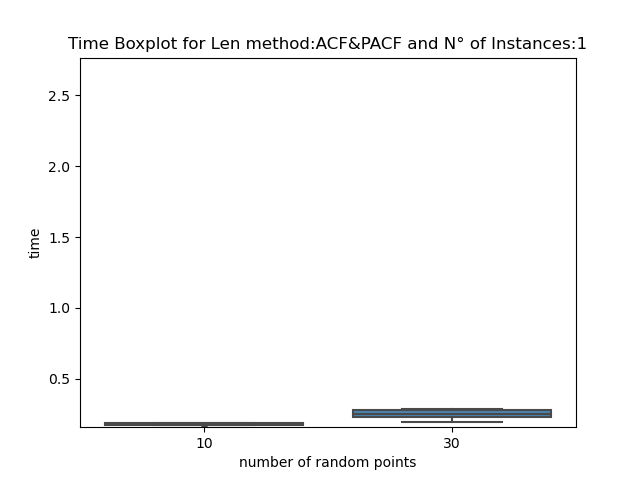 Time Boxplot for Len method:ACF&PACF and N° of Instances:1
2.5
2.0
1.5
1.0
0.5
time
10 30
number of random points